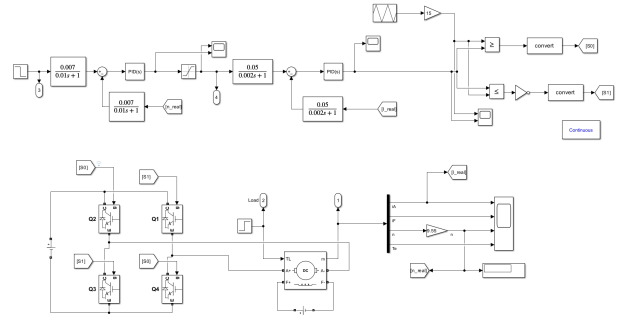 15
≥
convert
[S0]
0.007
0.01s + 1
PID(s)
0.05
0.002s + 1
PID(s)
3
4
0.007
0.01s + 1
[n_real]
0.05
0.002s + 1
[I_real]
≤
convert
[S1]
Continuous
[S0]
[S1]
Q2
Q1
[S1]
[S0]
Q3
Q4
Load
2
1
TL
m
A+
A-
F+
F-
DC
[I_real]
iA
iF
n
n
Te
[n_real]